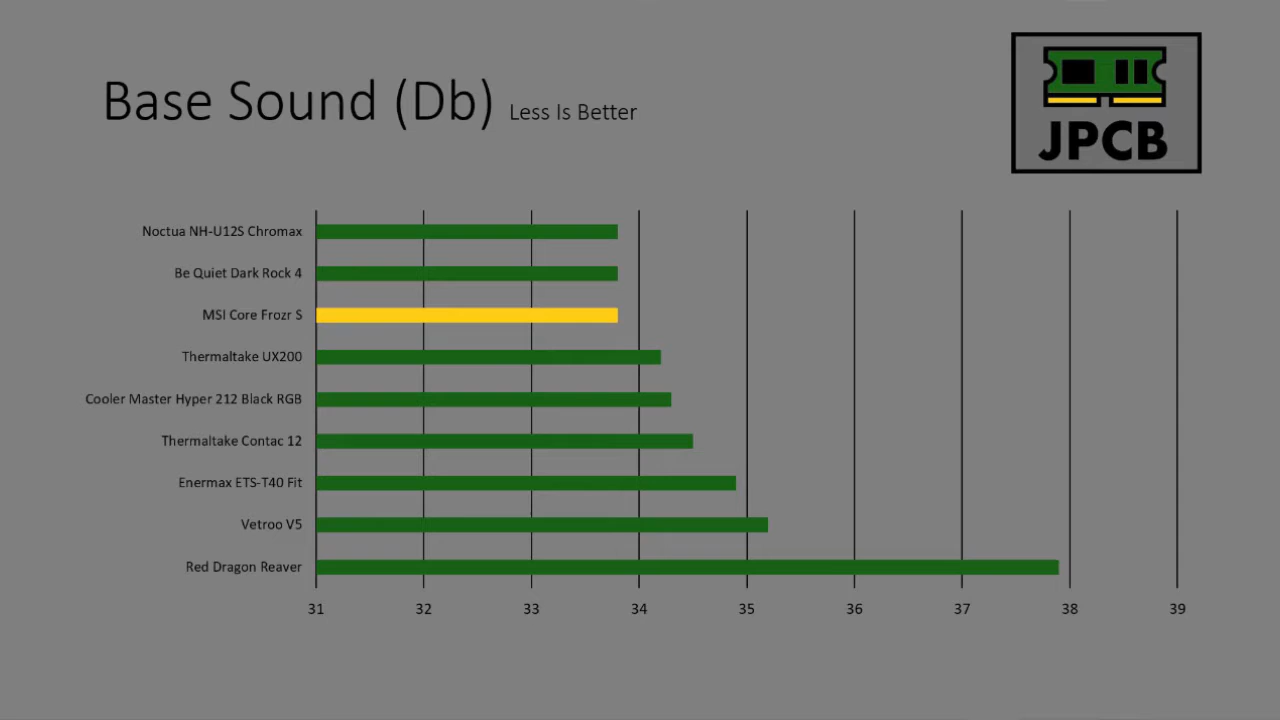 Base Sound (Db) Less Is Better
JPCB
Noctua NH-U12S Chromax
Be Quiet Dark Rock 4
MSI Core Frozr S
Thermaltake UX200
Cooler Master Hyper 212 Black RGB
Thermaltake Contac 12
Enermax ETS-T40 Fit
Vetroo V5
Red Dragon Reaver
31 32 33 34 35 36 37 38 39